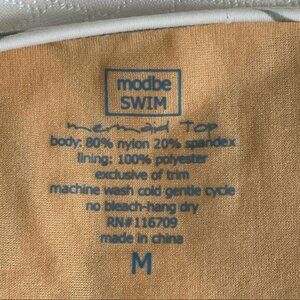 modbe
SWIM
mermaid Top
body: 80% nylon 20% spandex
lining: 100% polyester
exclusive of trim
machine wash cold gentle cycle
no bleach-hang dry
RN#116709
made in china
M